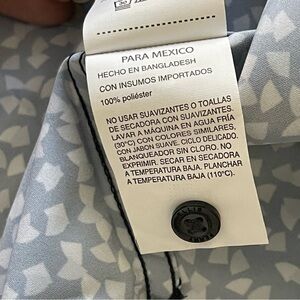 PARA MEXICO
HECHO EN BANGLADESH
CON INSUMOS IMPORTADOS
100% poliéster
NO USAR SUAVIZANTES O TOALLAS
DE SECADORA CON SUAVIZANTES.
LAVAR A MÁQUINA EN AGUA FRÍA
(30°C) CON COLORES SIMILARES,
CON JABON SUAVE. CICLO DELICADO.
BLANQUEADOR SIN CLORO. NO
EXPRIMIR. SECAR EN SECADORA
A TEMPERATURA BAJA. PLANCHAR
A TEMPERATURA BAJA (110°C).